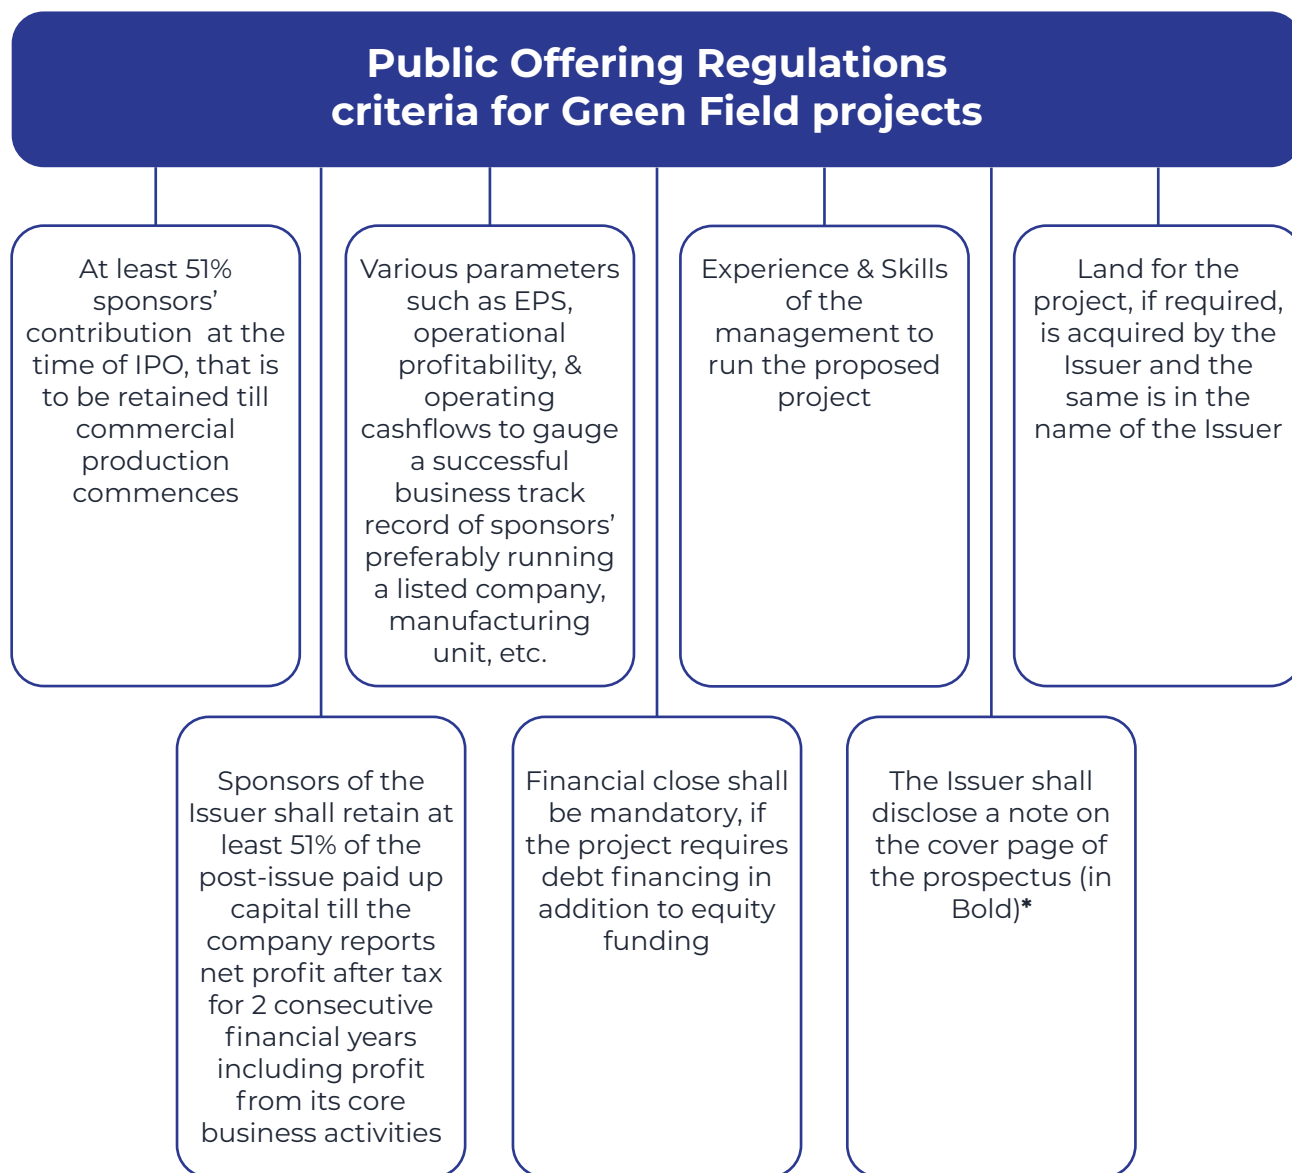 Public Offering Regulations
criteria for Green Field projects
At least 51%
sponsors’
contribution at the
time of IPO, that is
to be retained till
commercial
production
commences
Various parameters
such as EPS,
operational
profitability, &
operating
cashflows to gauge
a successful
business track
record of sponsors’
preferably running
a listed company,
manufacturing
unit, etc.
Experience & Skills
of the
management to
run the proposed
project
Land for the
project, if required,
is acquired by the
Issuer and the
same is in the
name of the Issuer
Sponsors of the
Issuer shall retain at
least 51% of the
post-issue paid up
capital till the
company reports
net profit after tax
for 2 consecutive
financial years
including profit
from its core
business activities
Financial close shall
be mandatory, if
the project requires
debt financing in
addition to equity
funding
The Issuer shall
disclose a note on
the cover page of
the prospectus (in
Bold)*